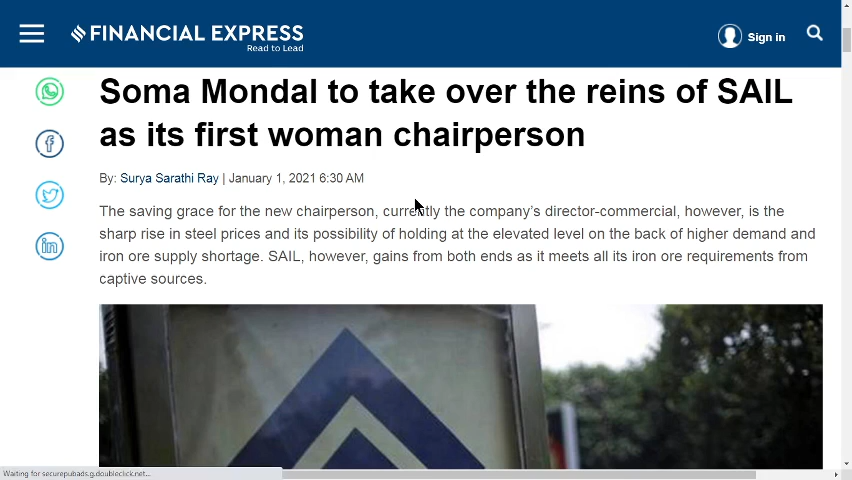 FINANCIAL EXPRESS
Read to Lead
Sign in
Soma Mondal to take over the reins of SAIL
as its first woman chairperson
By: Surya Sarathi Ray | January 1, 2021 6:30 AM
The saving grace for the new chairperson, currently the company's director-commercial, however, is the
sharp rise in steel prices and its possibility of holding at the elevated level on the back of higher demand and
iron ore supply shortage. SAIL, however, gains from both ends as it meets all its iron ore requirements from
captive sources.
Waiting for securepubads.g.doubleclick.net...